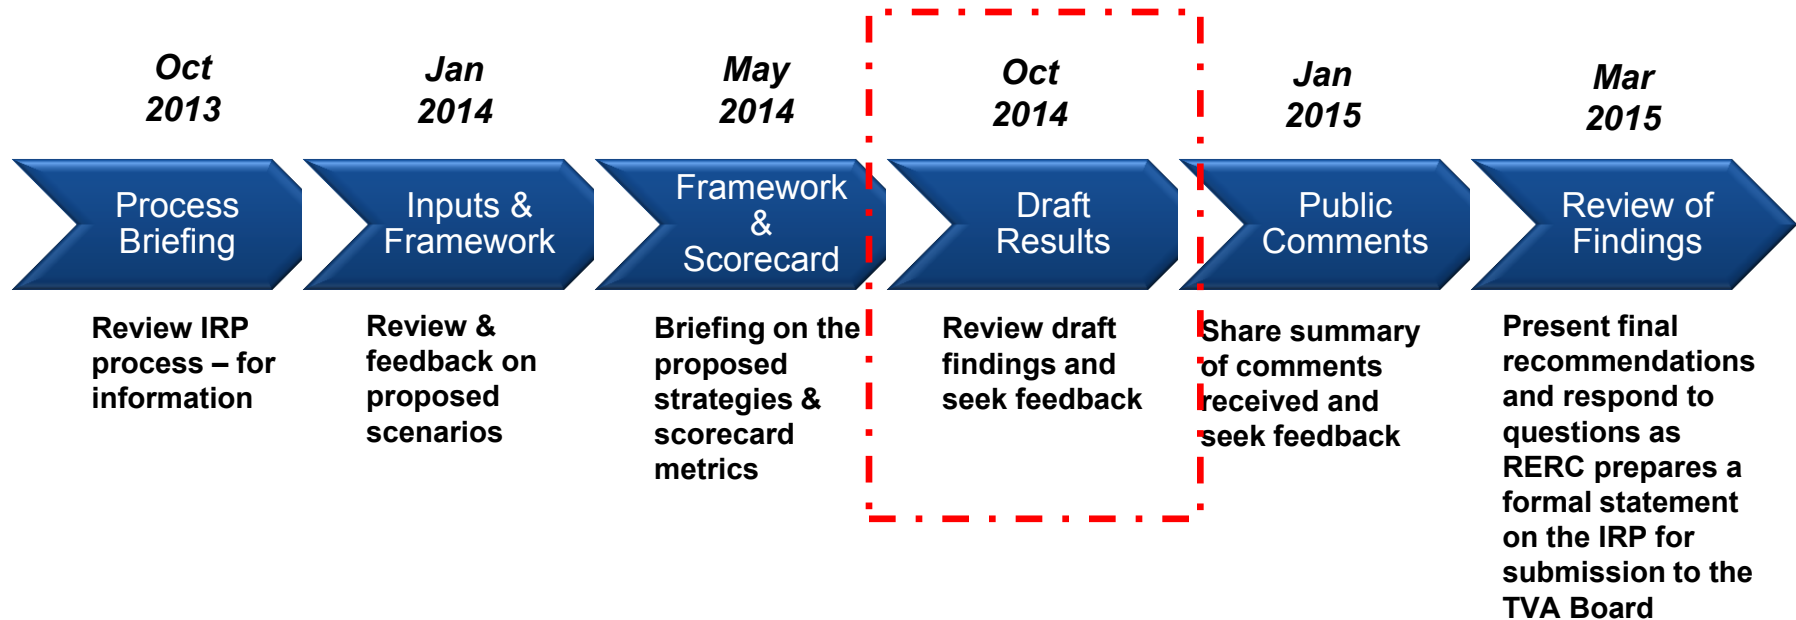 Oct
2013
Jan
2014
May
2014
Oct
2014
Jan
2015
Mar
2015
Process
Briefing
Inputs &
Framework
Framework
&
Scorecard
Draft
Results
Public
Comments
Review of
Findings
Review IRP
process – for
information
Review &
feedback on
proposed
scenarios
Briefing on the
proposed
strategies &
scorecard
metrics
Review draft
findings and
seek feedback
Share summary
of comments
received and
seek feedback
Present final
recommendations
and respond to
questions as
RERC prepares a
formal statement
on the IRP for
submission to the
TVA Board